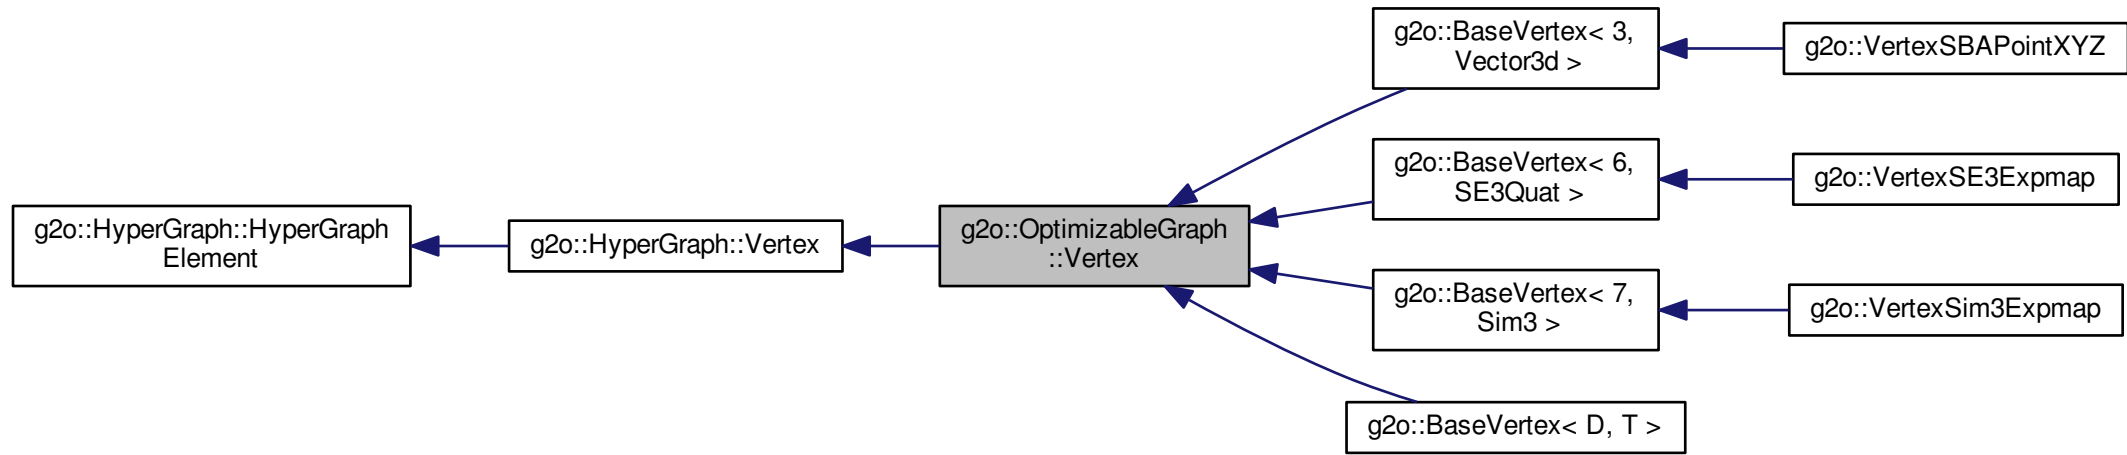 g2o::HyperGraph::HyperGraph
Element
g2o::HyperGraph::Vertex
g2o::OptimizableGraph
::Vertex
g2o::BaseVertex< 3,
Vector3d >
g2o::VertexSBAPointXYZ
g2o::BaseVertex< 6,
SE3Quat >
g2o::VertexSE3Expmap
g2o::BaseVertex< 7,
Sim3 >
g2o::VertexSim3Expmap
g2o::BaseVertex< D, T >